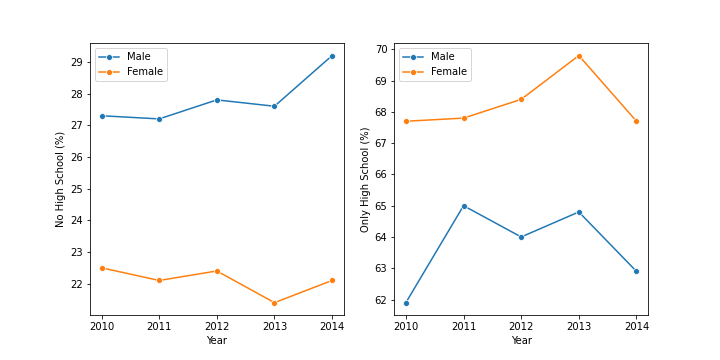 Male
Female
29
28
27
26
25
24
23
22
No High School (%)
2010 2011 2012 2013 2014
Year
Male
Female
70
69
68
67
66
65
64
63
62
Only High School (%)
2010 2011 2012 2013 2014
Year